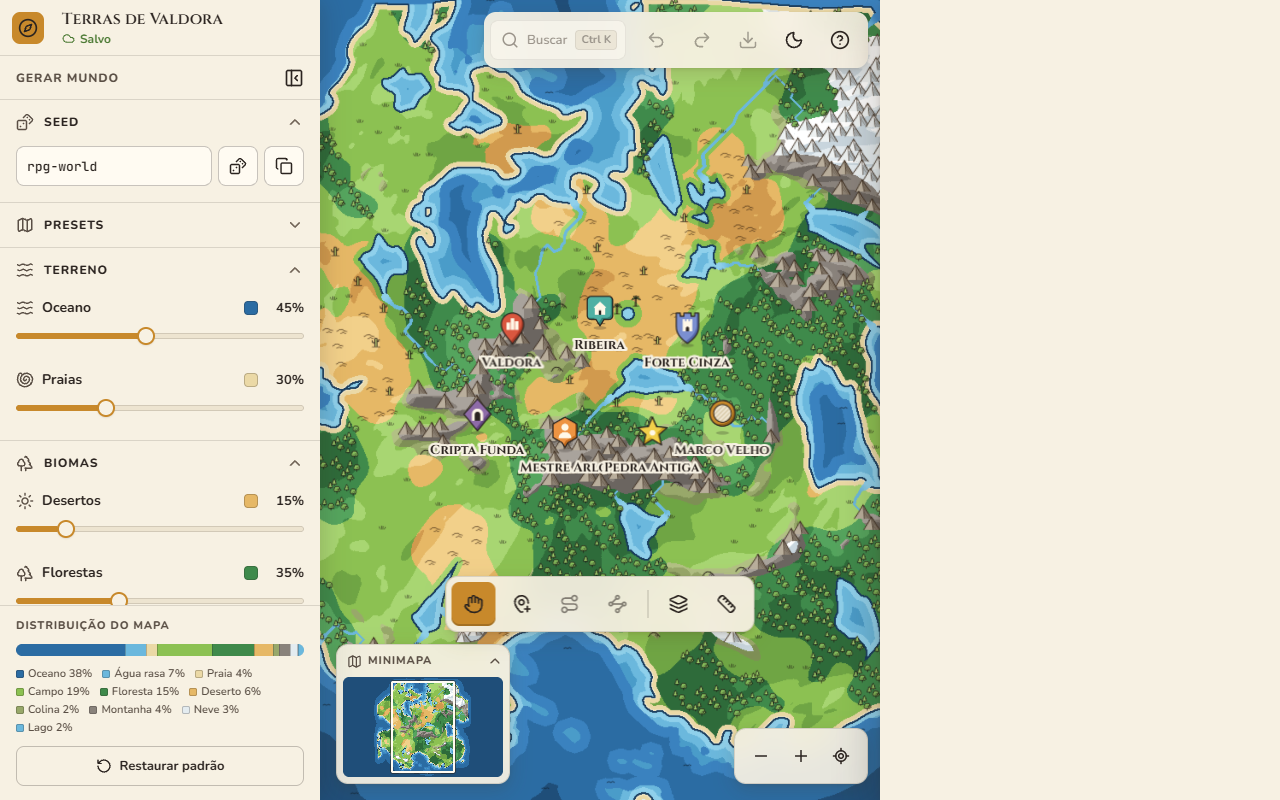 Terras de Valdora
Salvo
GERAR MUNDO
SEED
rpg-world
PRESETS
TERRENO
Oceano 45%
Praias 30%
BIOMAS
Desertos 15%
Florestas 35%
DISTRIBUIÇÃO DO MAPA
Oceano 38% Água rasa 7% Praia 4%
Campo 19% Floresta 15% Deserto 6%
Colina 2% Montanha 4% Neve 3%
Lago 2%
Restaurar padrão
Buscar Ctrl K
Ribeira
Valdora
Forte Cinza
Cripta Funda
Marco Velho
Mestre Arl
Pedra Antiga
MINIMAPA